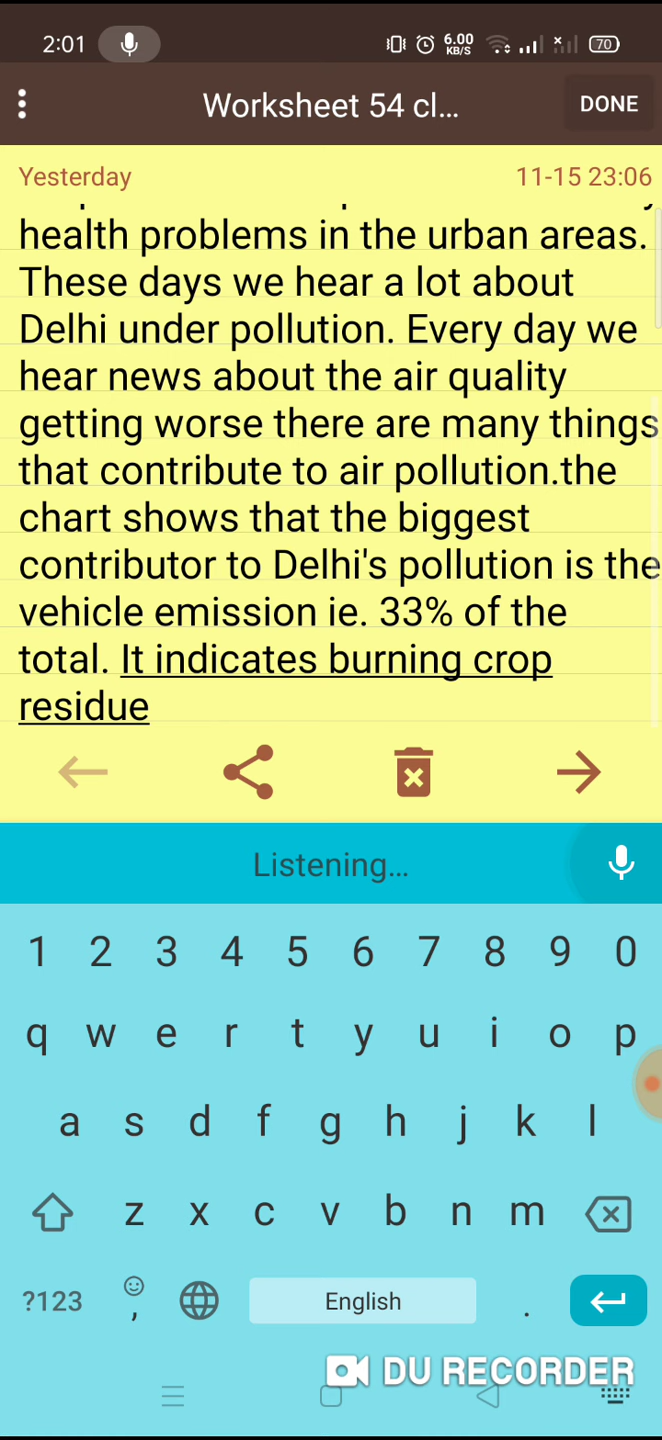 2:01 6.00 KB/S 70
Worksheet 54 cl... DONE
Yesterday 11-15 23:06
health problems in the urban areas.
These days we hear a lot about
Delhi under pollution. Every day we
hear news about the air quality
getting worse there are many things
that contribute to air pollution.the
chart shows that the biggest
contributor to Delhi's pollution is the
vehicle emission ie. 33% of the
total. It indicates burning crop
residue
Listening...
1 2 3 4 5 6 7 8 9 0
q w e r t y u i o p
a s d f g h j k l
z x c v b n m
?123 , English .
DU RECORDER